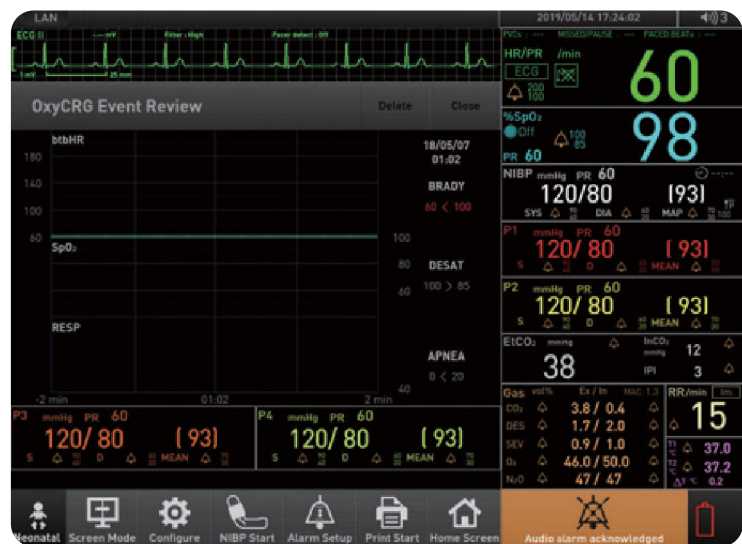 LAN
2019/05/14 17:24:02
3
ECG II
-.-- mV
Filter : High
Pacer detect : Off
1 mV
25 mm
PVCs : ---
MISSED/PAUSE : ---
PACED BEATs : ---
HR/PR /min
ECG
200
100
60
OxyCRG Event Review
Delete
Close
%SpO₂
Off
100
85
PR 60
98
btbHR
180
140
100
60
18/05/07
01:02
BRADY
60 < 100
NIBP mmHg PR 60
--:--
120/80 (93)
SYS DIA MAP
SpO₂
100
80
60
DESAT
100 > 85
P1 mmHg PR 60
120/ 80 ( 93)
S D MEAN
P2 mmHg PR 60
120/ 80 ( 93)
S D MEAN
RESP
APNEA
0 < 20
40
-2 min
01:02
2 min
EtCO₂ mmHg
38
InCO₂ mmHg 12
IPI 3
Gas vol% Ex / In MAC 1.3
CO₂ 3.8 / 0.4
DES 1.7 / 2.0
SEV 0.9 / 1.0
O₂ 46.0 / 50.0
N₂O 47 / 47
RR/min Im
15
T1 °C 37.0
T2 °C 37.2
ΔT °C 0.2
P3 mmHg PR 60
120/ 80 ( 93)
S D MEAN
P4 mmHg PR 60
120/ 80 ( 93)
S D MEAN
Neonatal
Screen Mode
Configure
NIBP Start
Alarm Setup
Print Start
Home Screen
Audio alarm acknowledged